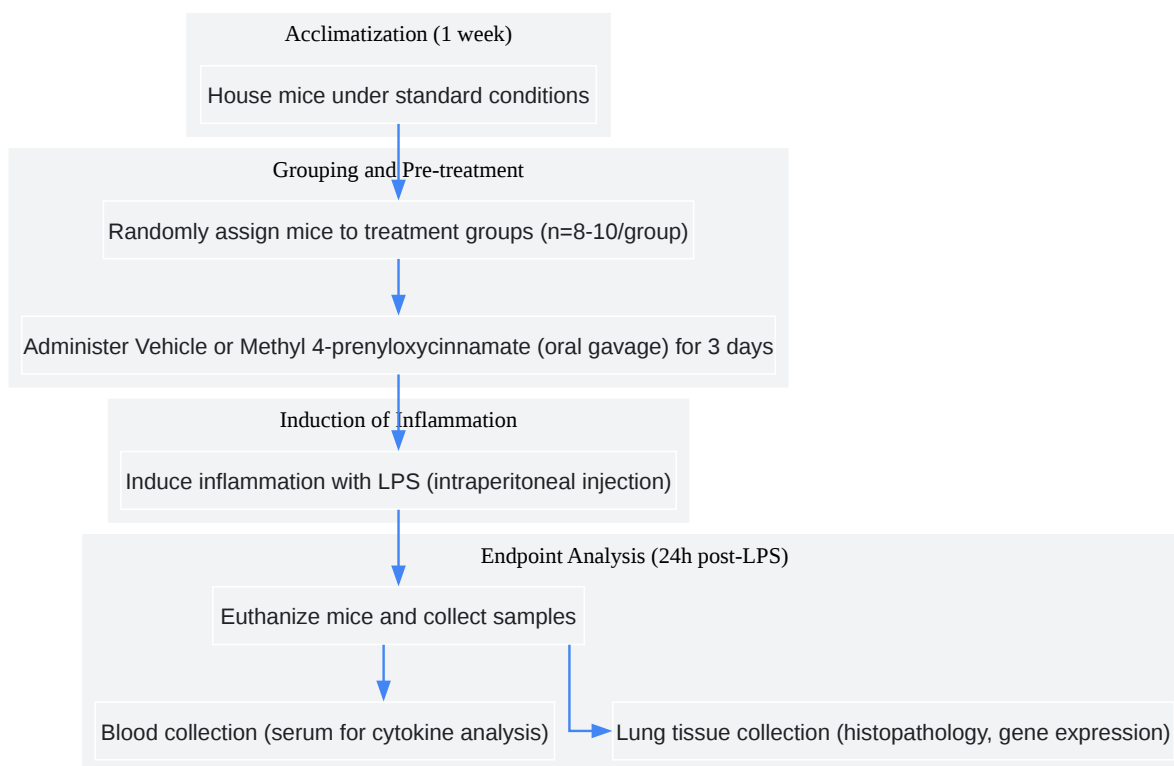 Acclimatization (1 week)
House mice under standard conditions
Grouping and Pre-treatment
Randomly assign mice to treatment groups (n=8-10/group)
Administer Vehicle or Methyl 4-prenyloxycinnamate (oral gavage) for 3 days
Induction of Inflammation
Induce inflammation with LPS (intraperitoneal injection)
Endpoint Analysis (24h post-LPS)
Euthanize mice and collect samples
Blood collection (serum for cytokine analysis)
Lung tissue collection (histopathology, gene expression)